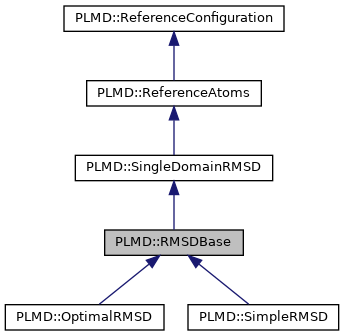 PLMD::ReferenceConfiguration
PLMD::ReferenceAtoms
PLMD::SingleDomainRMSD
PLMD::RMSDBase
PLMD::OptimalRMSD
PLMD::SimpleRMSD